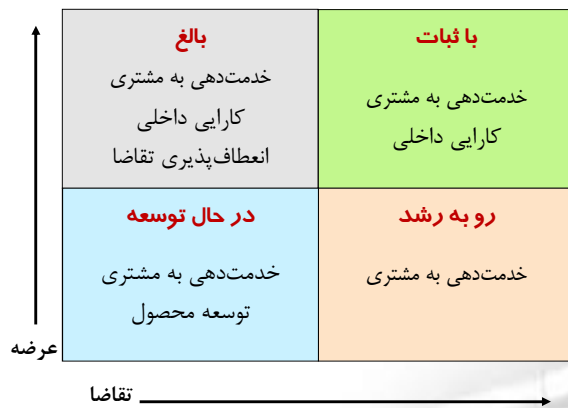 با ثبات
خدمت‌دهی به مشتری
کارایی داخلی
بالغ
خدمت‌دهی به مشتری
کارایی داخلی
انعطاف‌پذیری تقاضا
رو به رشد
خدمت‌دهی به مشتری
در حال توسعه
خدمت‌دهی به مشتری
توسعه محصول
عرضه
تقاضا